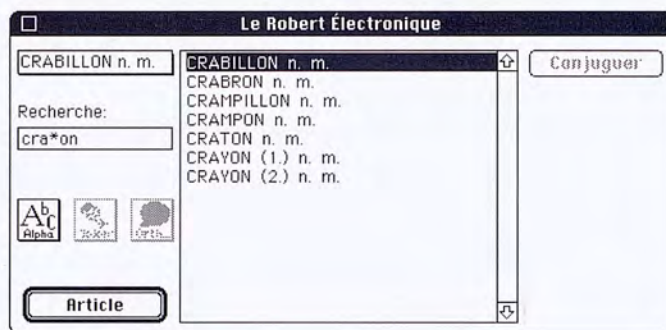 Le Robert Électronique
CRABILLON n. m.
Recherche:
cra*on
Alpha
Article
CRABILLON n. m.
CRABRON n. m.
CRAMPILLON n. m.
CRAMPON n. m.
CRATON n. m.
CRAYON (1.) n. m.
CRAYON (2.) n. m.
Conjuguer